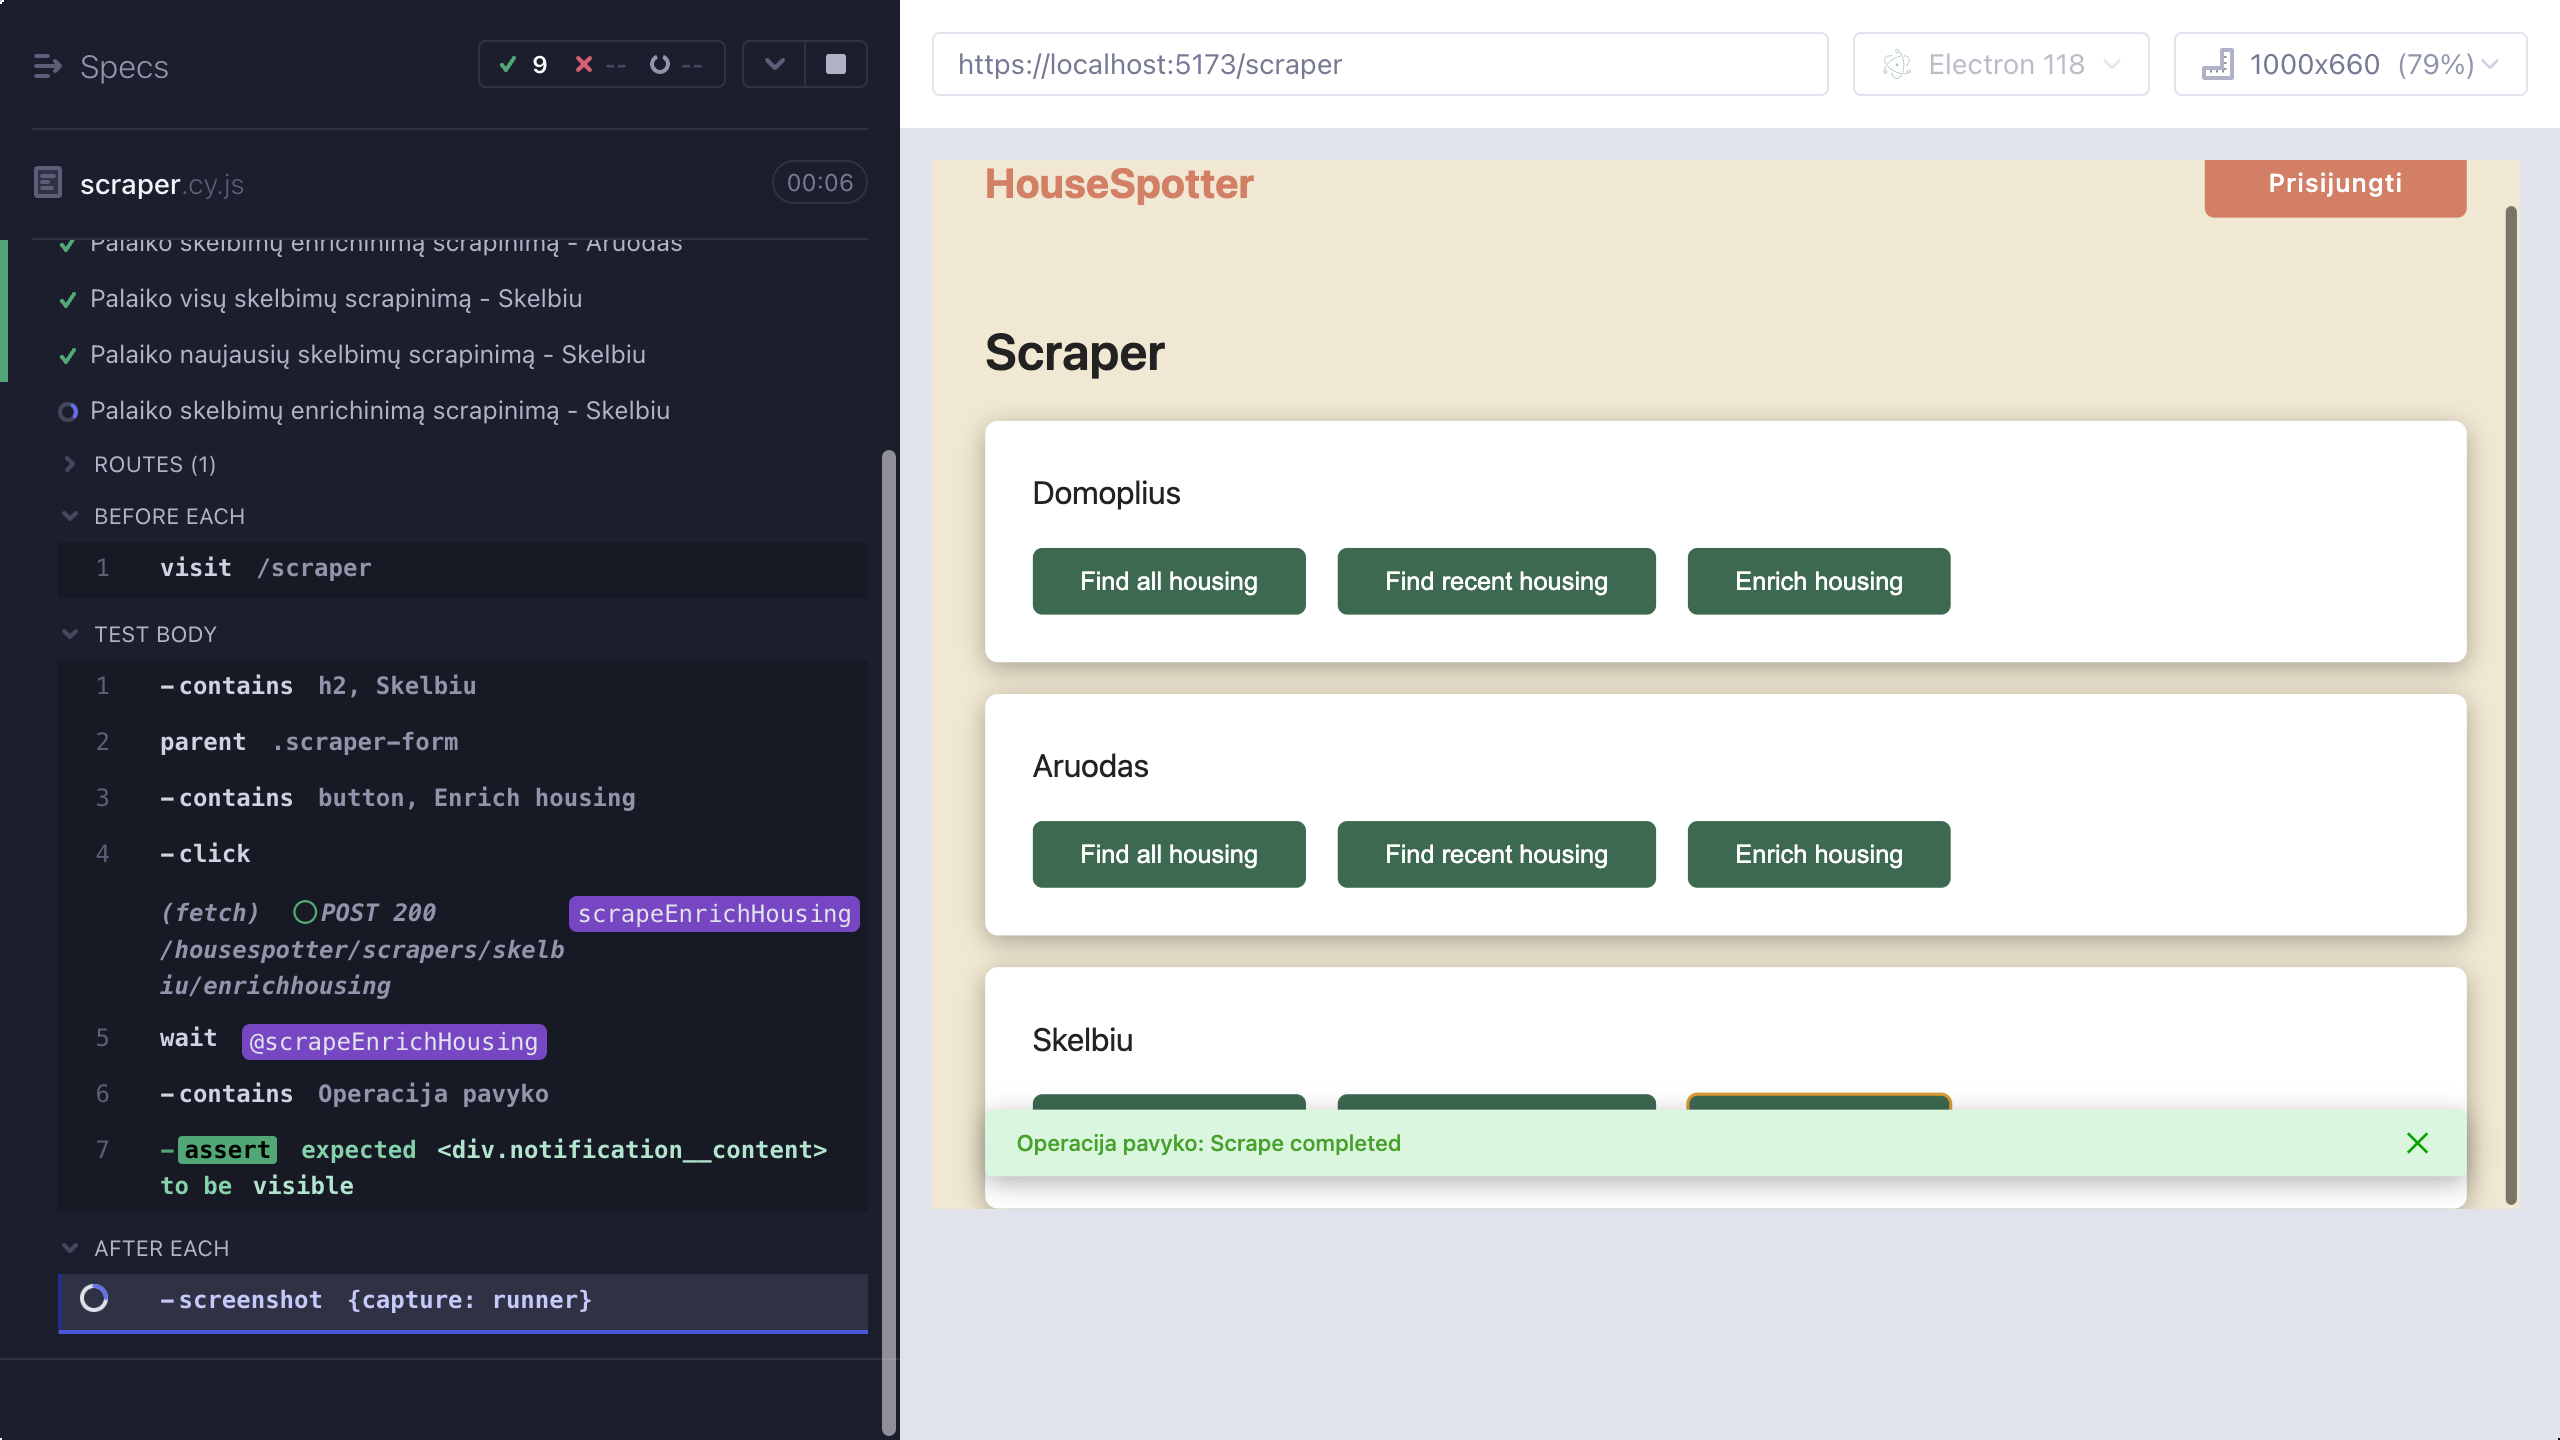 Specs
9
--
--
scraper.cy.js
00:06
Palaiko skelbimų enrichinimą scrapinimą - Aruodas
Palaiko visų skelbimų scrapinimą - Skelbiu
Palaiko naujausių skelbimų scrapinimą - Skelbiu
Palaiko skelbimų enrichinimą scrapinimą - Skelbiu
ROUTES (1)
BEFORE EACH
1 visit /scraper
TEST BODY
1 -contains h2, Skelbiu
2 parent .scraper-form
3 -contains button, Enrich housing
4 -click
(fetch) POST 200 scrapeEnrichHousing
/housespotter/scrapers/skelb
iu/enrichhousing
5 wait @scrapeEnrichHousing
6 -contains Operacija pavyko
7 -assert expected <div.notification__content>
to be visible
AFTER EACH
-screenshot {capture: runner}
https://localhost:5173/scraper
Electron 118
1000x660 (79%)
HouseSpotter
Prisijungti
Scraper
Domoplius
Find all housing
Find recent housing
Enrich housing
Aruodas
Find all housing
Find recent housing
Enrich housing
Skelbiu
Operacija pavyko: Scrape completed